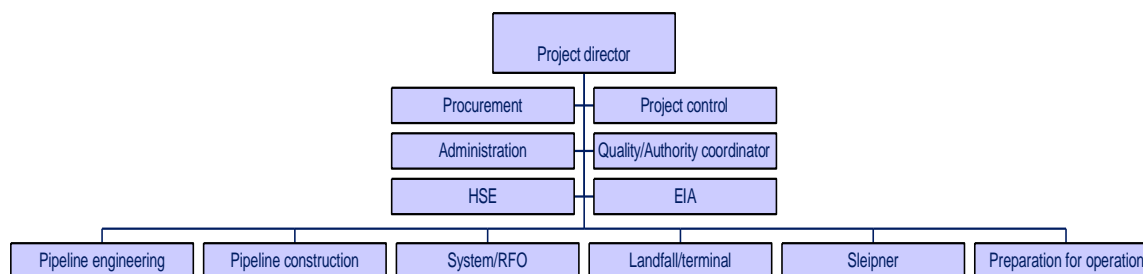 Project director
Procurement
Project control
Administration
Quality/Authority coordinator
HSE
EIA
Pipeline engineering
Pipeline construction
System/RFO
Landfall/terminal
Sleipner
Preparation for operation